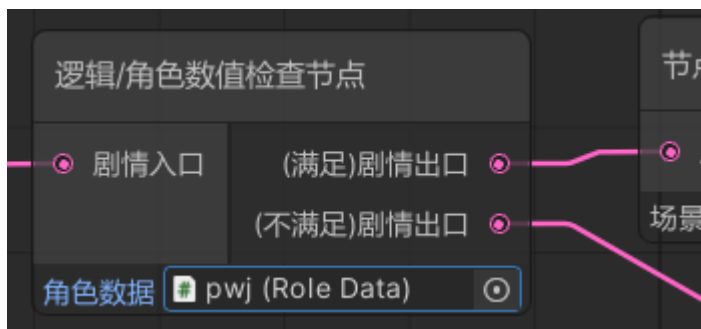 逻辑/角色数值检查节点
节
剧情入口
(满足)剧情出口
(不满足)剧情出口
场景
角色数据
pwj (Role Data)